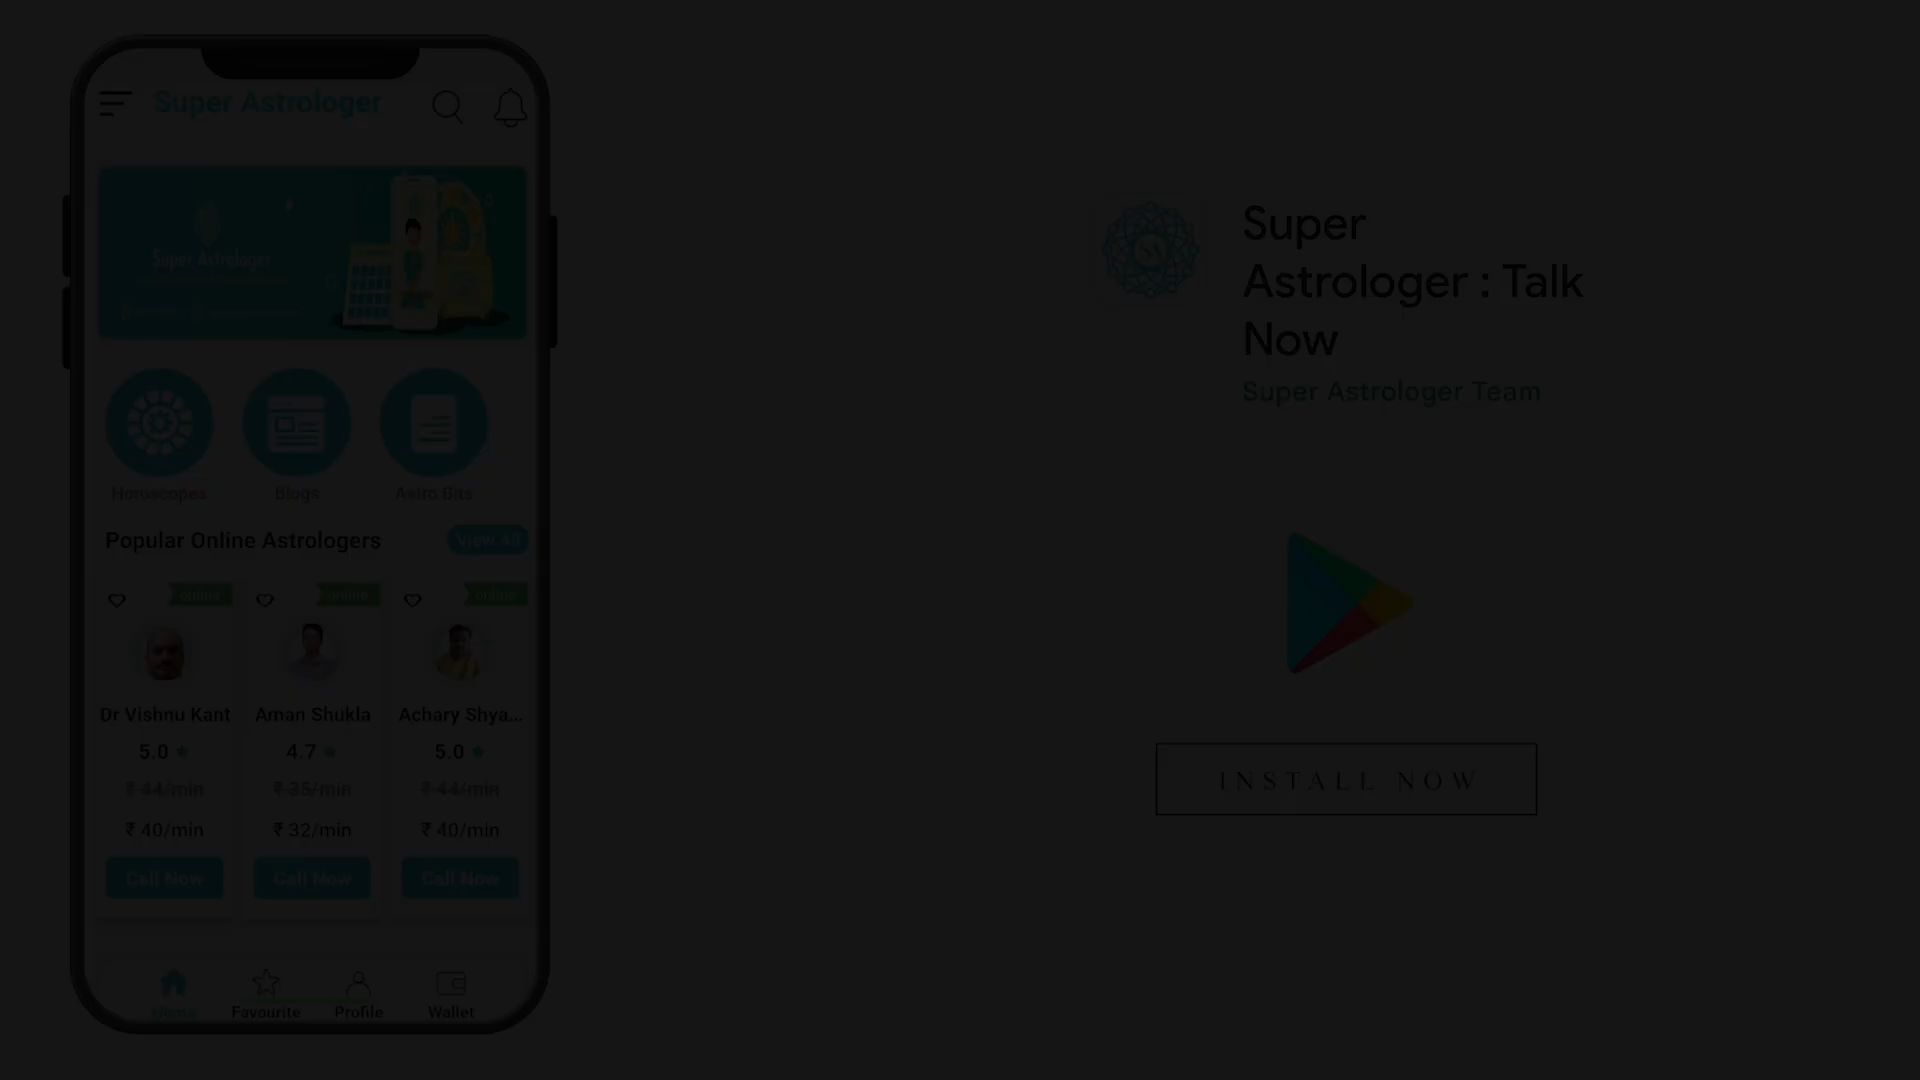 Super Astrologer
Super Astrologer
Horoscopes
Blogs
Astro Bits
Popular Online Astrologers
View All
online
online
online
Dr Vishnu Kant
Aman Shukla
Achary Shya...
5.0
4.7
5.0
₹ 44/min
₹ 35/min
₹ 44/min
₹ 40/min
₹ 32/min
₹ 40/min
Call Now
Call Now
Call Now
Home
Favourite
Profile
Wallet
Super
Astrologer : Talk
Now
Super Astrologer Team
INSTALL NOW